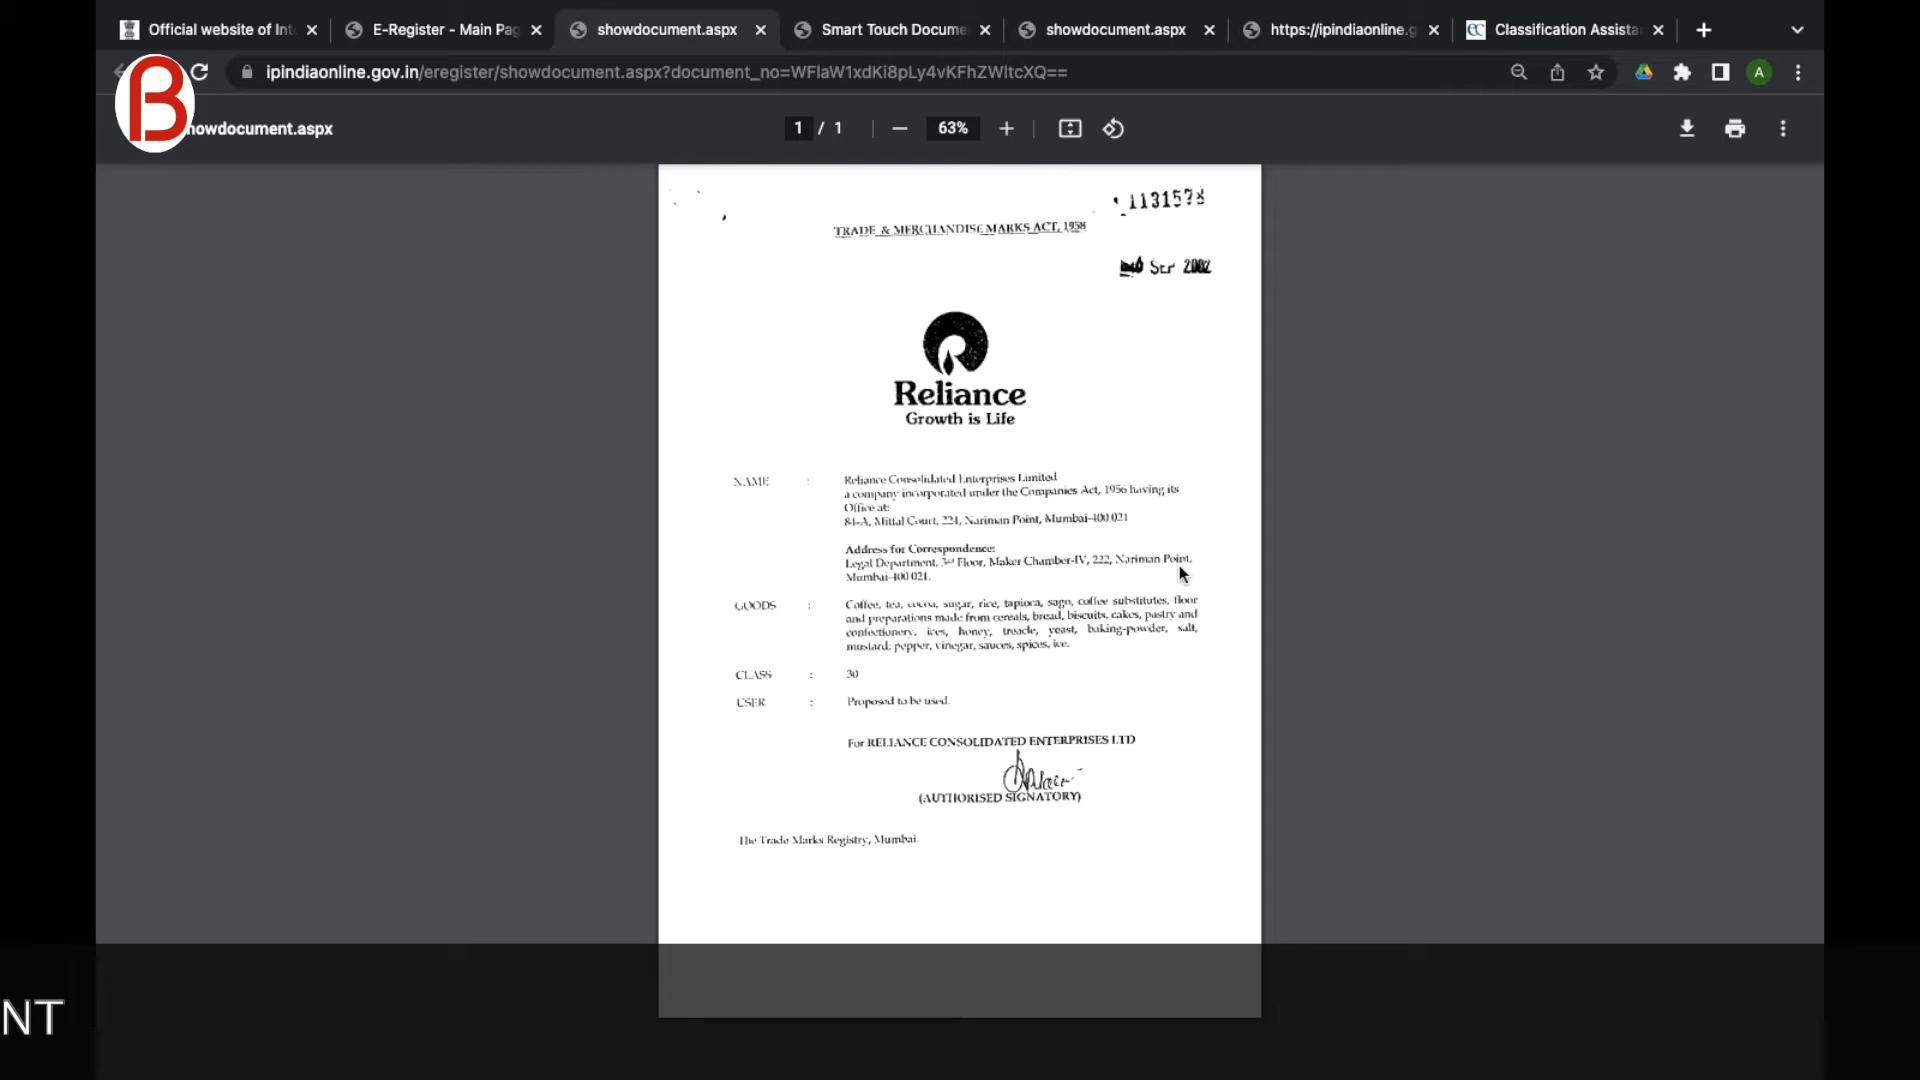 Official website of Int
E-Register - Main Pag
showdocument.aspx
Smart Touch Docume
showdocument.aspx
https://ipindiaonline.g
Classification Assista
ipindiaonline.gov.in/eregister/showdocument.aspx?document_no=WFlaW1xdKi8pLy4vKFhZWltcXQ==
A
B
howdocument.aspx
1 / 1
63%
1131578
TRADE & MERCHANDISE MARKS ACT, 1958
SEP 2002
Reliance
Growth is Life
NAME : Reliance Consolidated Enterprises Limited
a company incorporated under the Companies Act, 1956 having its
Office at:
84-A, Mittal Court, 224, Nariman Point, Mumbai-400 021
Address for Correspondence:
Legal Department, 3rd Floor, Maker Chamber-IV, 222, Nariman Point,
Mumbai-400 021.
GOODS : Coffee, tea, cocoa, sugar, rice, tapioca, sago, coffee substitutes, floor
and preparations made from cereals, bread, biscuits, cakes, pastry and
confectionery, ices, honey, treacle, yeast, baking-powder, salt,
mustard; pepper, vinegar, sauces, spices, ice.
CLASS : 30
USER : Proposed to be used.
For RELIANCE CONSOLIDATED ENTERPRISES LTD
(AUTHORISED SIGNATORY)
The Trade Marks Registry, Mumbai.
NT